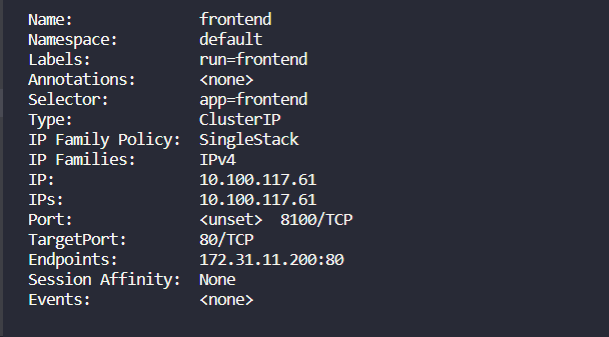 Name: frontend
Namespace: default
Labels: run=frontend
Annotations: <none>
Selector: app=frontend
Type: ClusterIP
IP Family Policy: SingleStack
IP Families: IPv4
IP: 10.100.117.61
IPs: 10.100.117.61
Port: <unset> 8100/TCP
TargetPort: 80/TCP
Endpoints: 172.31.11.200:80
Session Affinity: None
Events: <none>